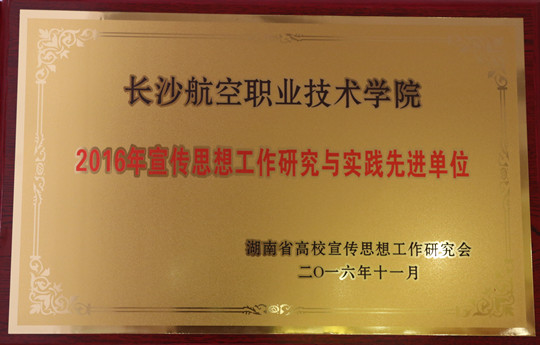 长沙航空职业技术学院
2016年宣传思想工作研究与实践先进单位
湖南省高校宣传思想工作研究会
二〇一六年十一月